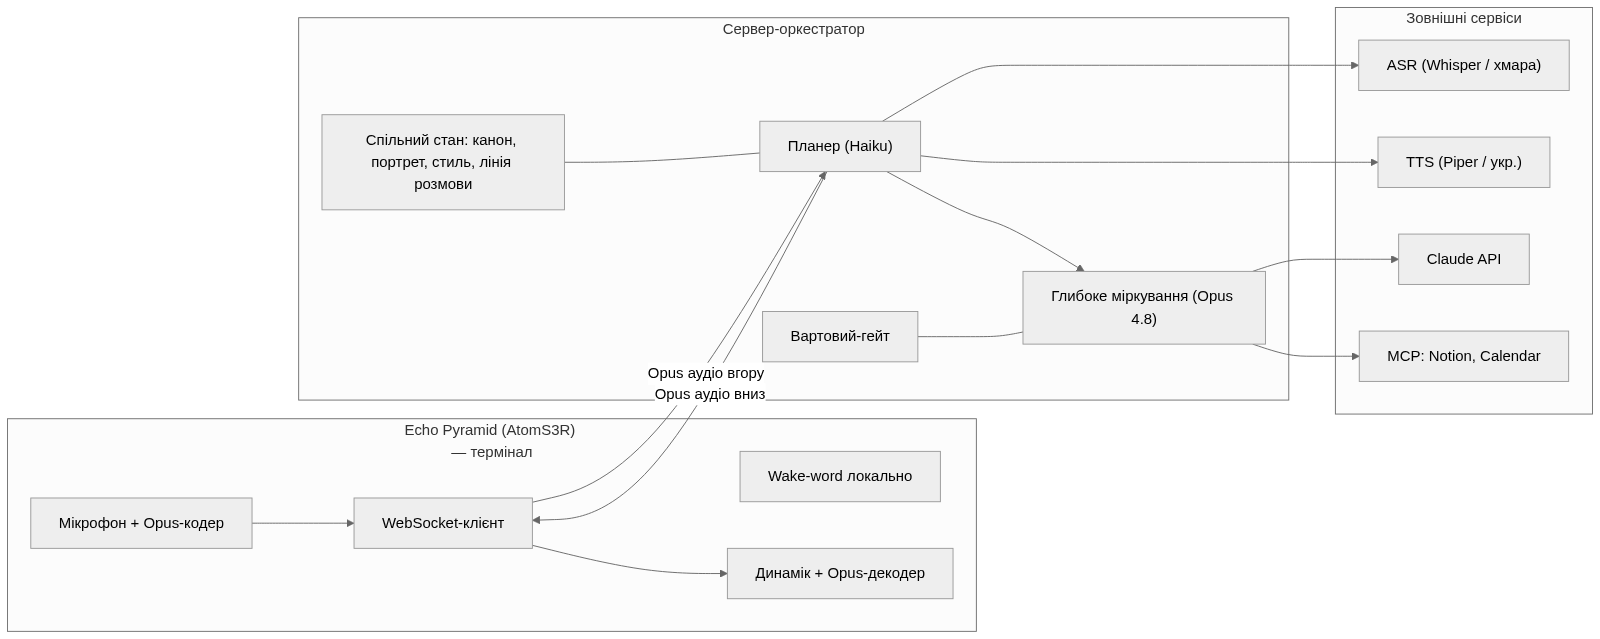 Сервер-оркестратор
Зовнішні сервіси
ASR (Whisper / хмара)
Спільний стан: канон,
портрет, стиль, лінія
розмови
Планер (Haiku)
TTS (Piper / укр.)
Claude API
Глибоке міркування (Opus
4.8)
Вартовий-гейт
MCP: Notion, Calendar
Opus аудіо вгору
Opus аудіо вниз
Echo Pyramid (AtomS3R)
— термінал
Wake-word локально
Мікрофон + Opus-кодер
WebSocket-клієнт
Динамік + Opus-декодер